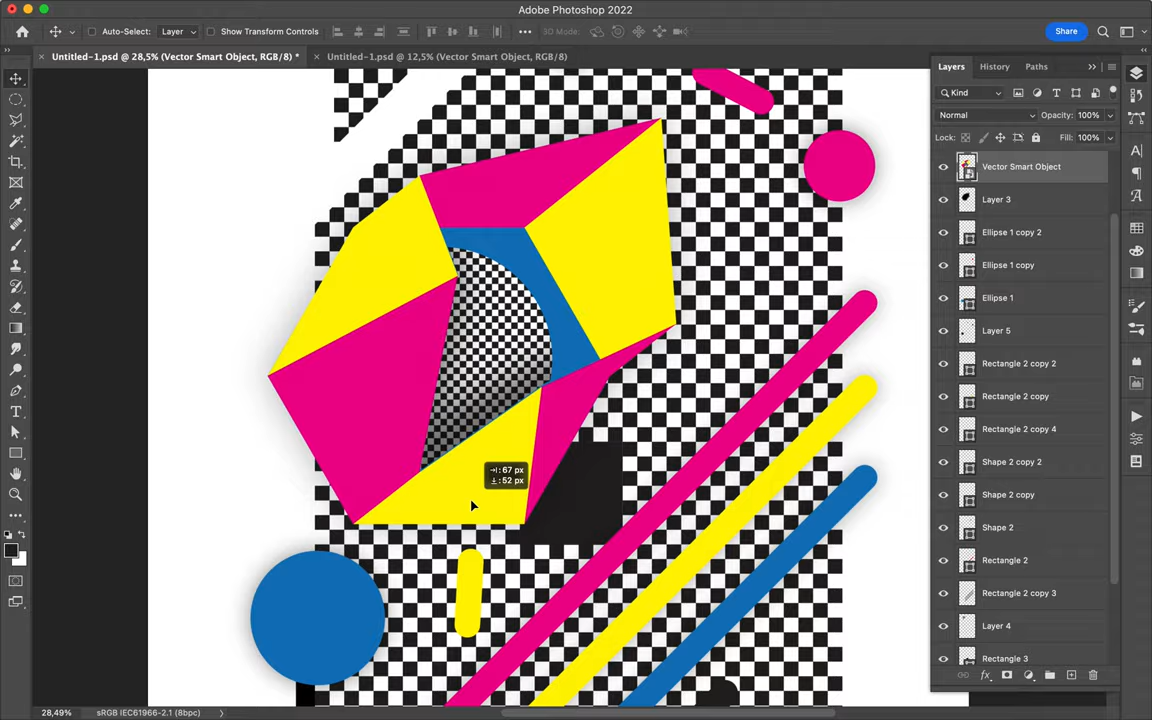 Adobe Photoshop 2022
Auto-Select: Layer Show Transform Controls ••• 3D Mode: Share
× Untitled-1.psd @ 28,5% (Vector Smart Object, RGB/8) * × Untitled-1.psd @ 12,5% (Vector Smart Object, RGB/8)
Layers History Paths
Kind
Normal Opacity: 100%
Lock: Fill: 100%
Vector Smart Object
Layer 3
Ellipse 1 copy 2
Ellipse 1 copy
Ellipse 1
Layer 5
Rectangle 2 copy 2
Rectangle 2 copy
Rectangle 2 copy 4
Shape 2 copy 2
Shape 2 copy
Shape 2
Rectangle 2
Rectangle 2 copy 3
Layer 4
Rectangle 3
fx
: 67 px
: 52 px
28,49% sRGB IEC61966-2.1 (8bpc)